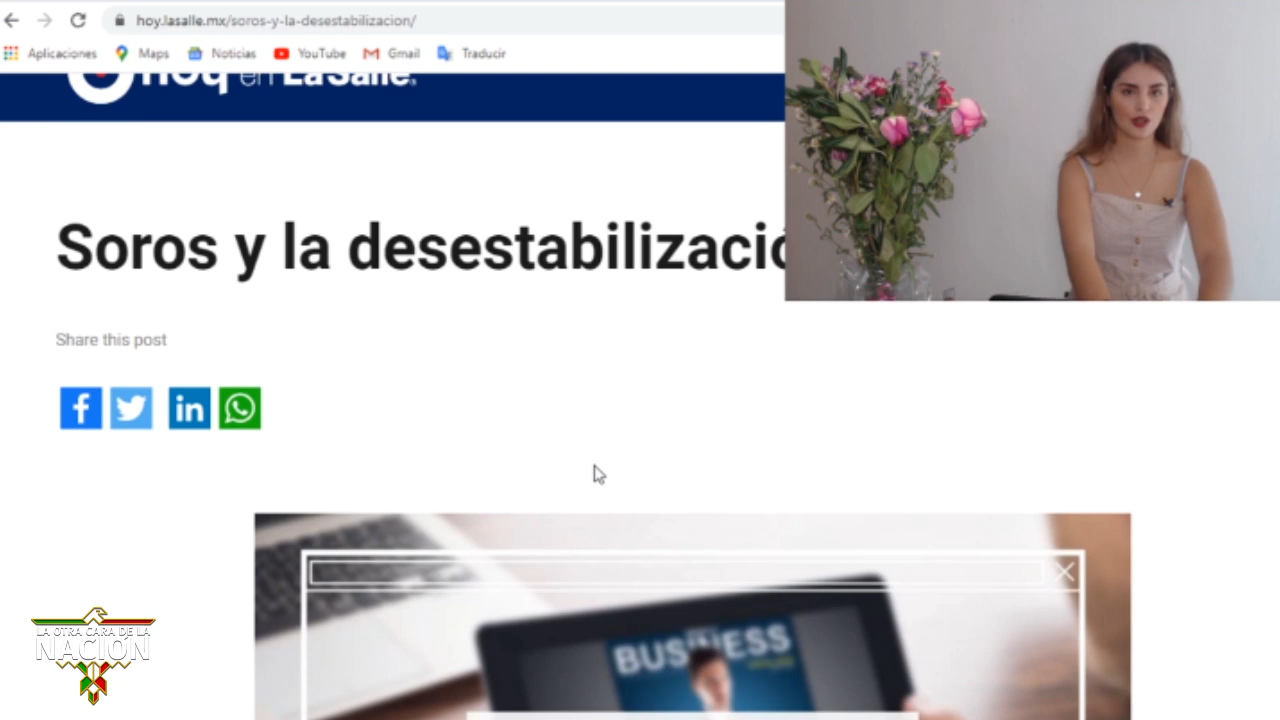 hoy.lasalle.mx/soros-y-la-desestabilizacion/
Aplicaciones Maps Noticias YouTube Gmail Traducir
hoy en LaSalle
Soros y la desestabilizació
Share this post
BUSINESS
LA OTRA CARA DE LA
NACIÓN